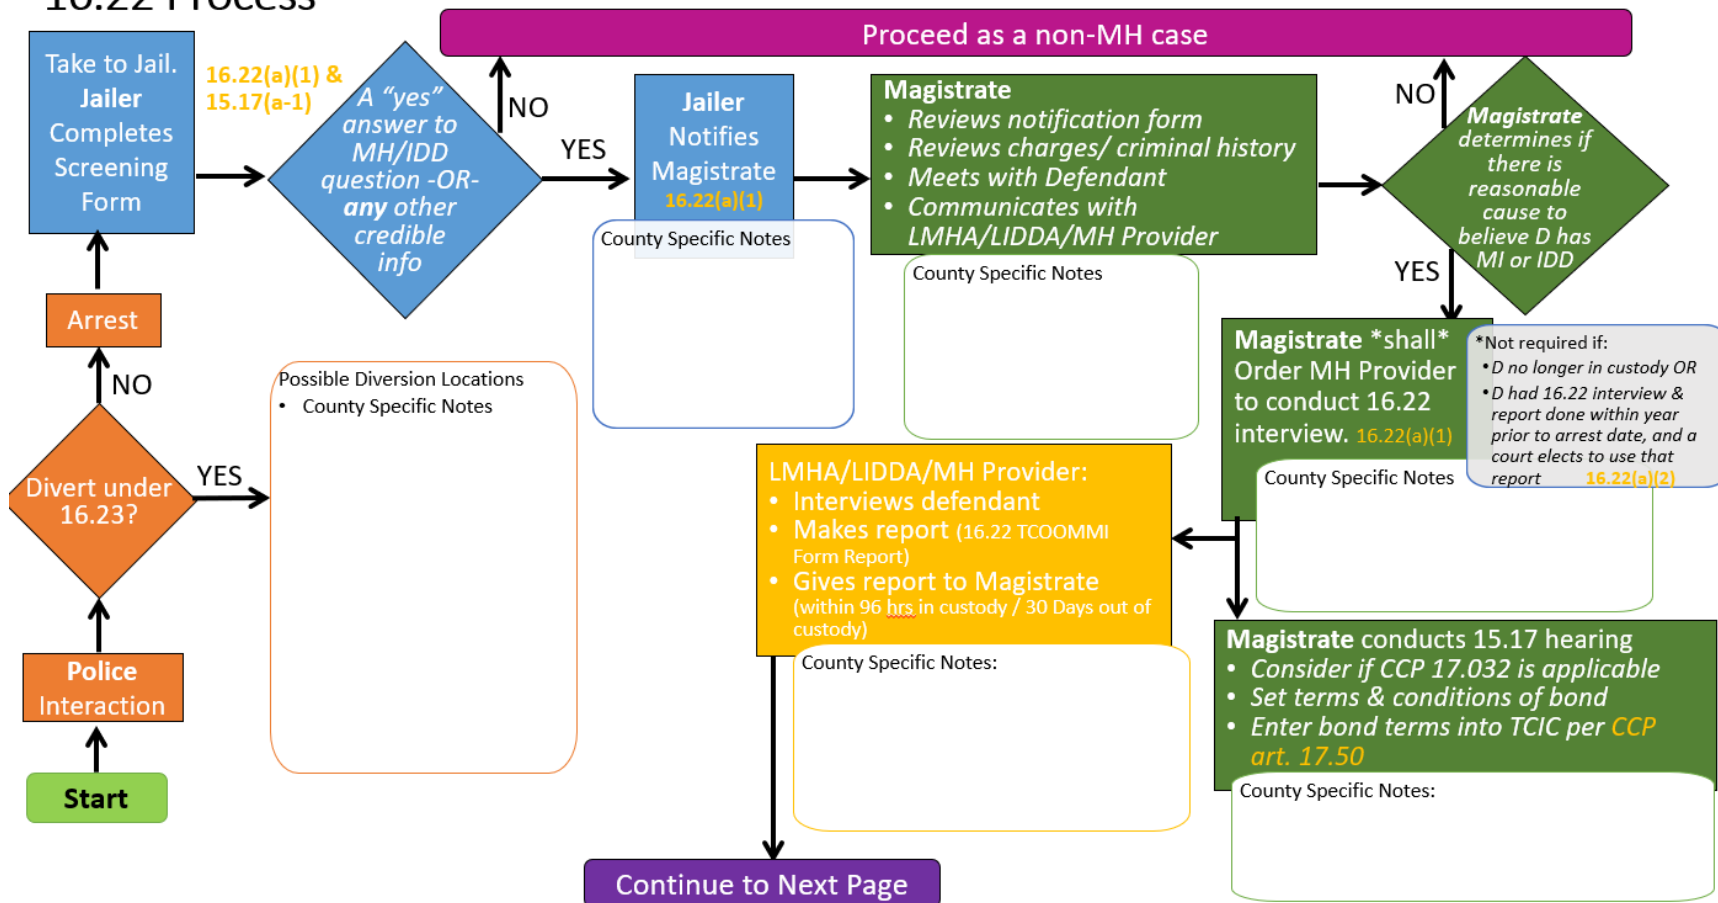 16.22 Process
Proceed as a non-MH case
Take to Jail.
Jailer
Completes
Screening
Form
16.22(a)(1) &
15.17(a-1)
A “yes”
answer to
MH/IDD
question -OR-
any other
credible
info
NO
YES
Jailer
Notifies
Magistrate
16.22(a)(1)
County Specific Notes
Magistrate
• Reviews notification form
• Reviews charges/ criminal history
• Meets with Defendant
• Communicates with
LMHA/LIDDA/MH Provider
County Specific Notes
NO
Magistrate
determines if
there is
reasonable
cause to
believe D has
MI or IDD
YES
Arrest
NO
Divert under
16.23?
YES
Possible Diversion Locations
• County Specific Notes
Police
Interaction
Start
Magistrate *shall*
Order MH Provider
to conduct 16.22
interview. 16.22(a)(1)
*Not required if:
• D no longer in custody OR
• D had 16.22 interview &
report done within year
prior to arrest date, and a
court elects to use that
report 16.22(a)(2)
County Specific Notes
LMHA/LIDDA/MH Provider:
• Interviews defendant
• Makes report (16.22 TCOOMMI
Form Report)
• Gives report to Magistrate
(within 96 hrs in custody / 30 Days out of
custody)
County Specific Notes:
Magistrate conducts 15.17 hearing
• Consider if CCP 17.032 is applicable
• Set terms & conditions of bond
• Enter bond terms into TCIC per CCP
art. 17.50
County Specific Notes:
Continue to Next Page